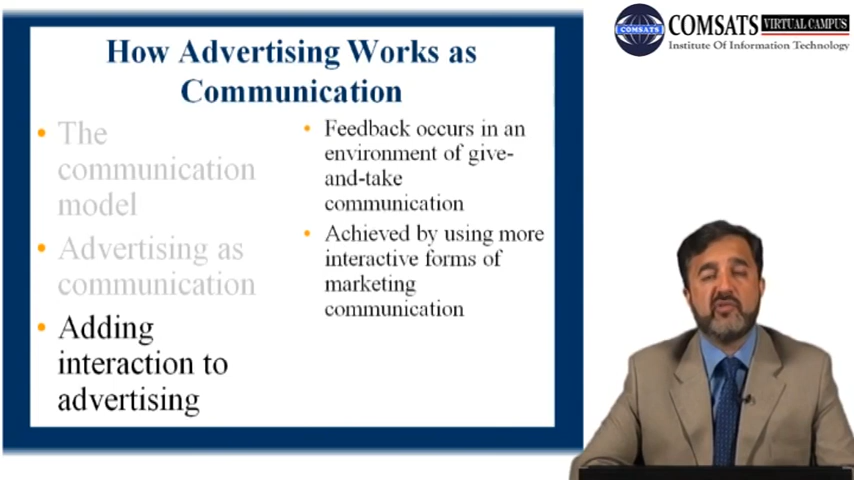 How Advertising Works as
Communication
• The
communication
model
• Advertising as
communication
• Adding
interaction to
advertising
• Feedback occurs in an
environment of give-
and-take
communication
• Achieved by using more
interactive forms of
marketing
communication
COMSATS
COMSATS VIRTUAL CAMPUS
Institute Of Information Technology